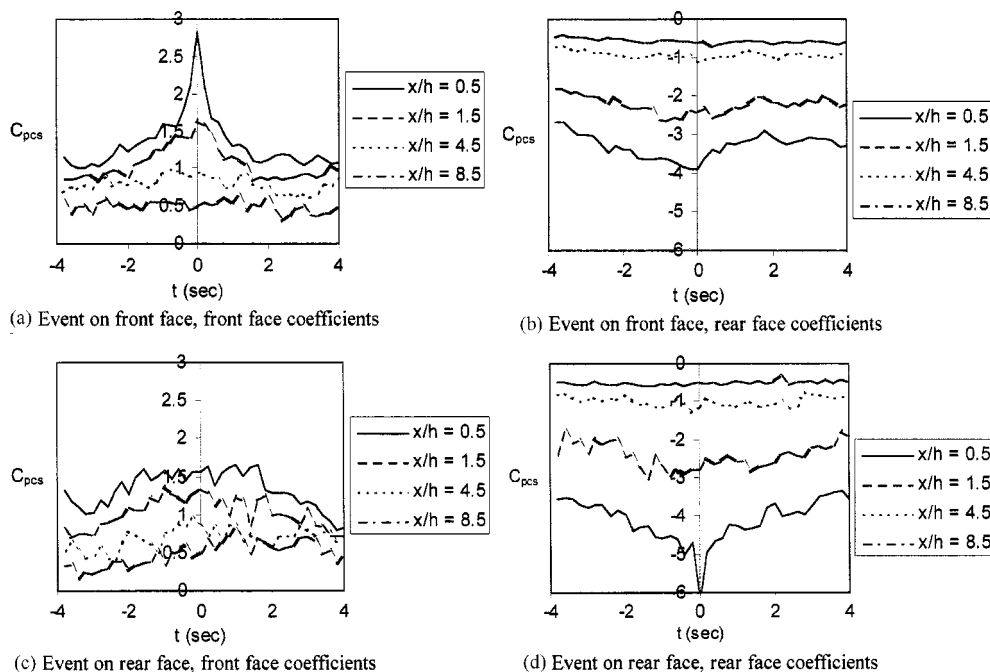 3
2.5
2
1.5
1
0.5
0
C_pcs
-4
-2
0
2
4
t (sec)
x/h = 0.5
x/h = 1.5
x/h = 4.5
x/h = 8.5
(a) Event on front face, front face coefficients
-0
-1
-2
-3
-4
-5
-6
C_pcs
-4
-2
0
2
4
t (sec)
x/h = 0.5
x/h = 1.5
x/h = 4.5
x/h = 8.5
(b) Event on front face, rear face coefficients
3
2.5
2
1.5
1
0.5
0
C_pcs
-4
-2
0
2
4
t (sec)
x/h = 0.5
x/h = 1.5
x/h = 4.5
x/h = 8.5
(c) Event on rear face, front face coefficients
-0
-1
-2
-3
-4
-5
-6
C_pcs
-4
-2
0
2
4
t (sec)
x/h = 0.5
x/h = 1.5
x/h = 4.5
x/h = 8.5
(d) Event on rear face, rear face coefficients